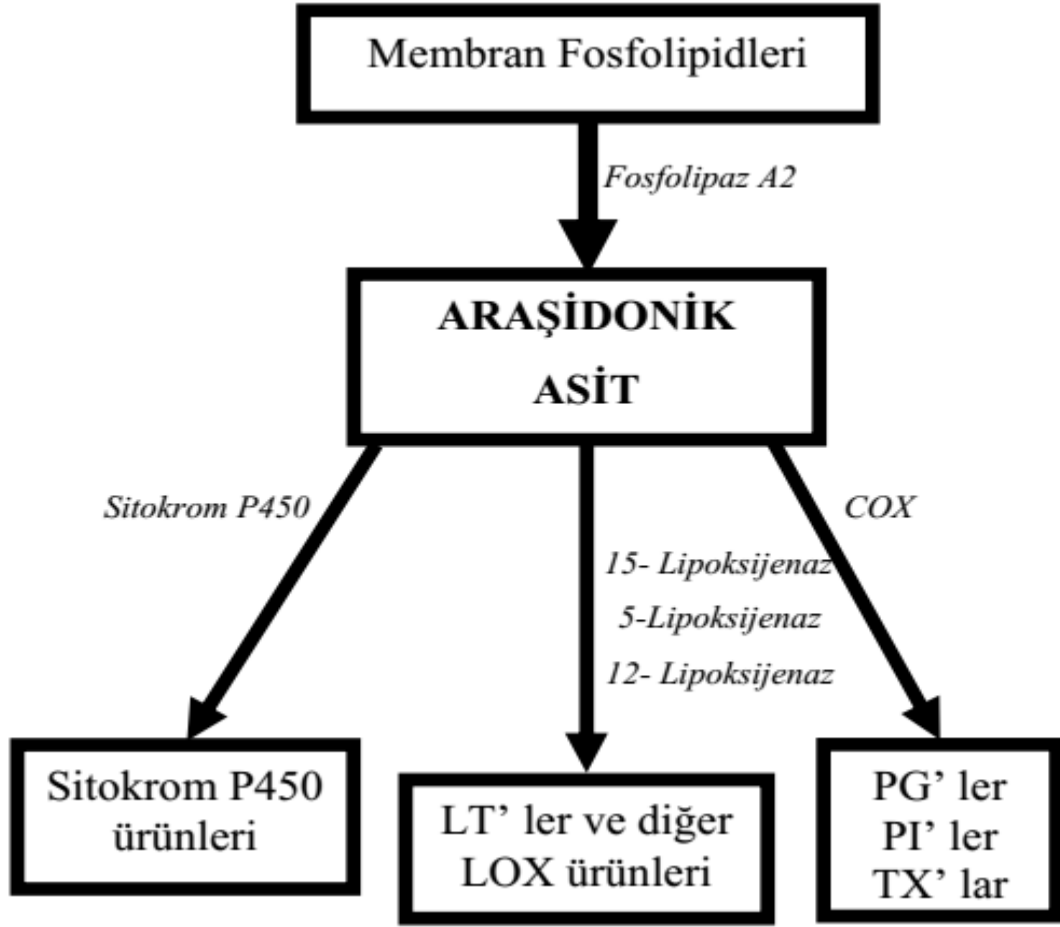 Membran Fosfolipidleri
Fosfolipaz A2
ARAŞİDONİK
ASİT
Sitokrom P450
COX
15- Lipoksijenaz
5-Lipoksijenaz
12- Lipoksijenaz
Sitokrom P450
ürünleri
LT’ ler ve diğer
LOX ürünleri
PG’ ler
PI’ ler
TX’ lar